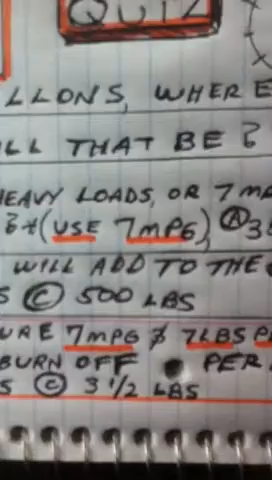 QUIZ
LLONS, WHERE
LL THAT BE ?
HEAVY LOADS, OR 7 MP
?*(USE 7MPG) Ⓐ 3
WILL ADD TO THE
S Ⓒ 500 LBS
URE 7MPG & 7LBS P
BURN OFF PER
S Ⓒ 3 1/2 LBS